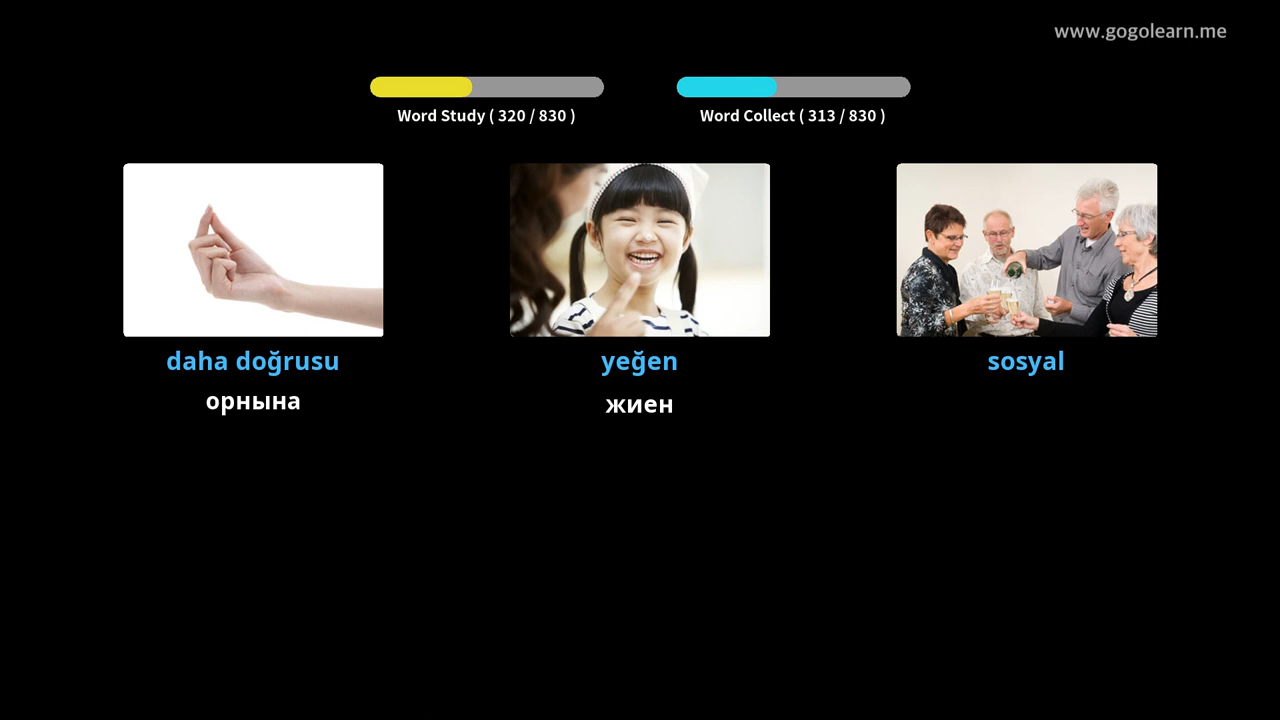 www.gogolearn.me
Word Study ( 320 / 830 )
Word Collect ( 313 / 830 )
daha doğrusu
yeğen
sosyal
орнына
жиен